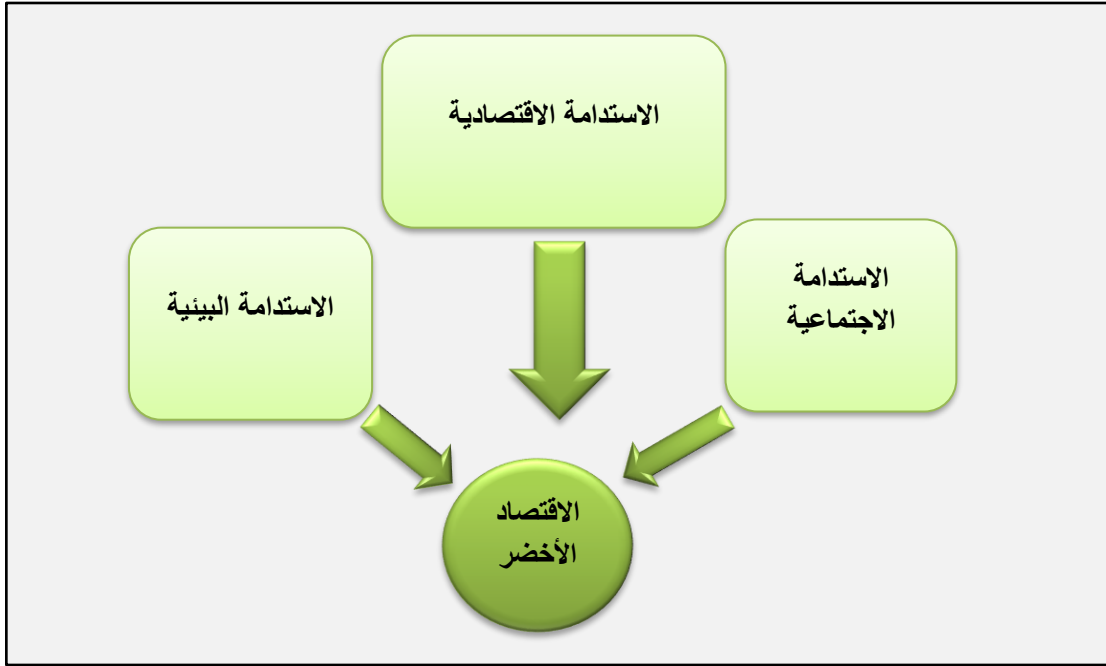 الاستدامة الاقتصادية
الاستدامة
الاجتماعية
الاستدامة البيئية
الاقتصاد
الأخضر